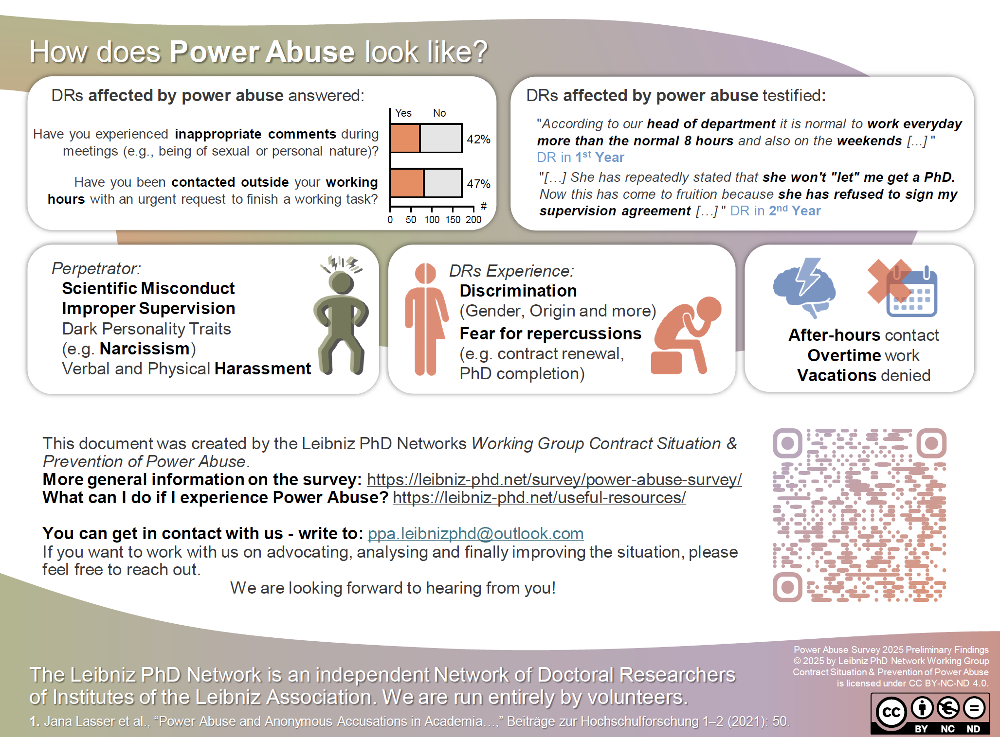 How does Power Abuse look like?
DRs affected by power abuse answered:
Yes No
Have you experienced inappropriate comments during
meetings (e.g., being of sexual or personal nature)?
42%
Have you been contacted outside your working
hours with an urgent request to finish a working task?
47%
#
0 50 100 150 200
DRs affected by power abuse testified:
"According to our head of department it is normal to work everyday
more than the normal 8 hours and also on the weekends [...] "
DR in 1st Year
"[…] She has repeatedly stated that she won't "let" me get a PhD.
Now this has come to fruition because she has refused to sign my
supervision agreement […] " DR in 2nd Year
Perpetrator:
Scientific Misconduct
Improper Supervision
Dark Personality Traits
(e.g. Narcissism)
Verbal and Physical Harassment
DRs Experience:
Discrimination
(Gender, Origin and more)
Fear for repercussions
(e.g. contract renewal,
PhD completion)
After-hours contact
Overtime work
Vacations denied
This document was created by the Leibniz PhD Networks Working Group Contract Situation &
Prevention of Power Abuse.
More general information on the survey: https://leibniz-phd.net/survey/power-abuse-survey/
What can I do if I experience Power Abuse? https://leibniz-phd.net/useful-resources/
You can get in contact with us - write to: ppa.leibnizphd@outlook.com
If you want to work with us on advocating, analysing and finally improving the situation, please
feel free to reach out.
We are looking forward to hearing from you!
The Leibniz PhD Network is an independent Network of Doctoral Researchers
of Institutes of the Leibniz Association. We are run entirely by volunteers.
1. Jana Lasser et al., “Power Abuse and Anonymous Accusations in Academia…,” Beiträge zur Hochschulforschung 1–2 (2021): 50.
Power Abuse Survey 2025 Preliminary Findings
© 2025 by Leibniz PhD Network Working Group
Contract Situation & Prevention of Power Abuse
is licensed under CC BY-NC-ND 4.0.
CC
BY NC ND